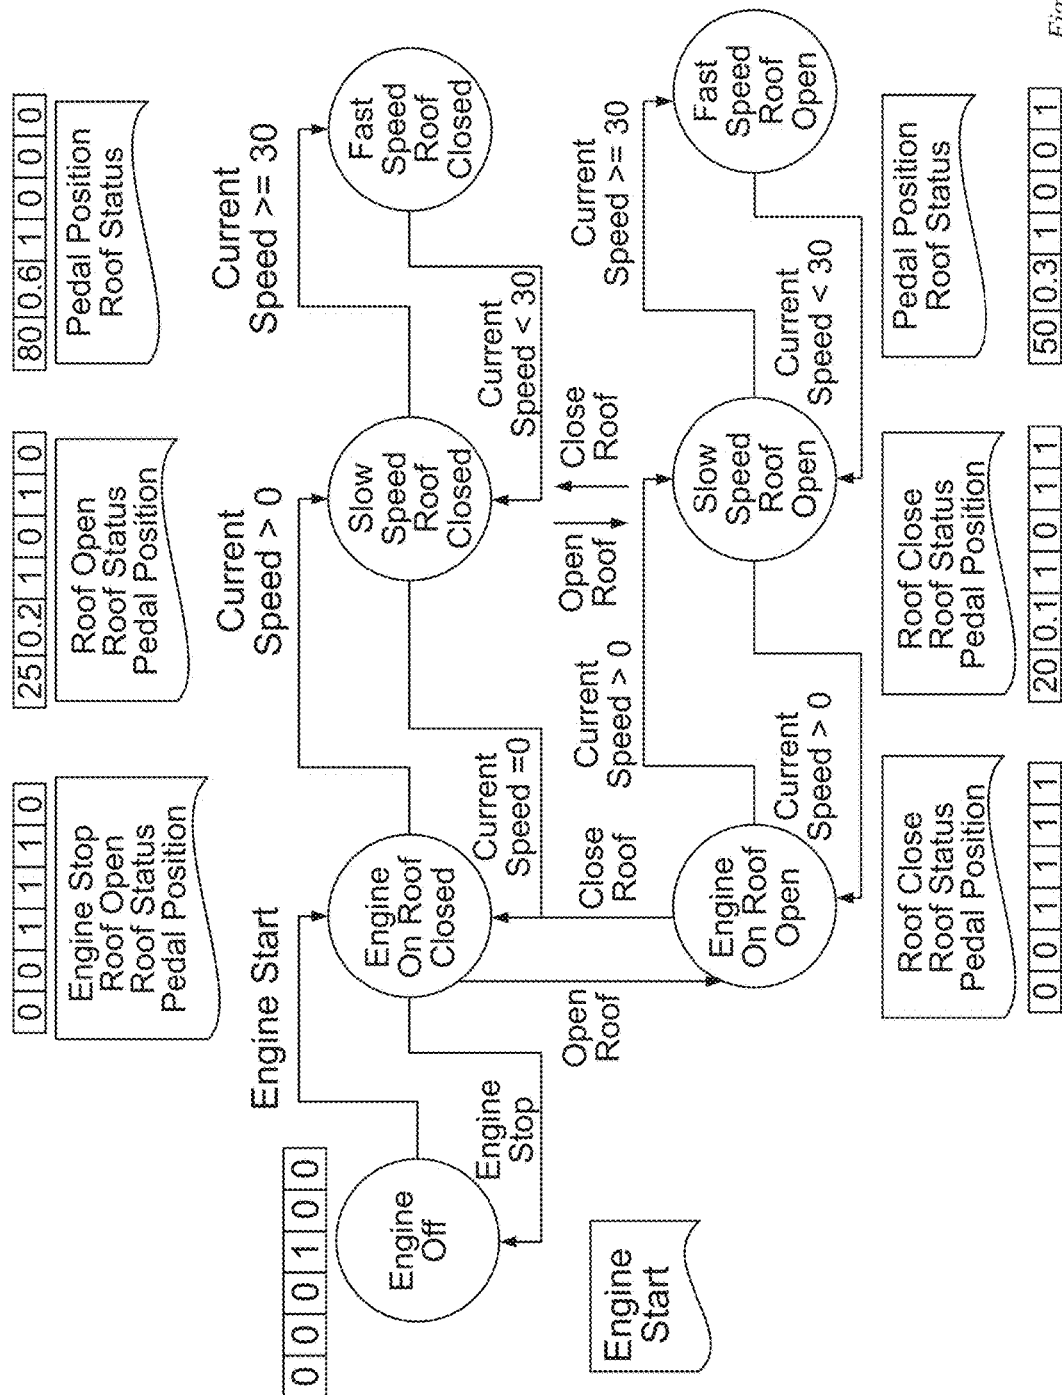 0|0|1|1|1|0
Engine Stop
Roof Open
Roof Status
Pedal Position
25|0.2|1|0|1|0
Roof Open
Roof Status
Pedal Position
80|0.6|1|0|0|0
Pedal Position
Roof Status
Engine Start
Current
Speed > 0
Current
Speed >= 30
0|0|0|1|0|0
Engine
Off
Engine
On Roof
Closed
Slow
Speed
Roof
Closed
Fast
Speed
Roof
Closed
Engine
Stop
Current
Speed =0
Current
Speed < 30
Open
Roof
Close
Roof
Open
Roof
Close
Roof
Current
Speed > 0
Current
Speed >= 30
Engine
Start
Engine
On Roof
Open
Slow
Speed
Roof
Open
Fast
Speed
Roof
Open
Current
Speed > 0
Current
Speed < 30
Roof Close
Roof Status
Pedal Position
0|0|1|1|1|1
Roof Close
Roof Status
Pedal Position
20|0.1|1|0|1|1
Pedal Position
Roof Status
50|0.3|1|0|0|1